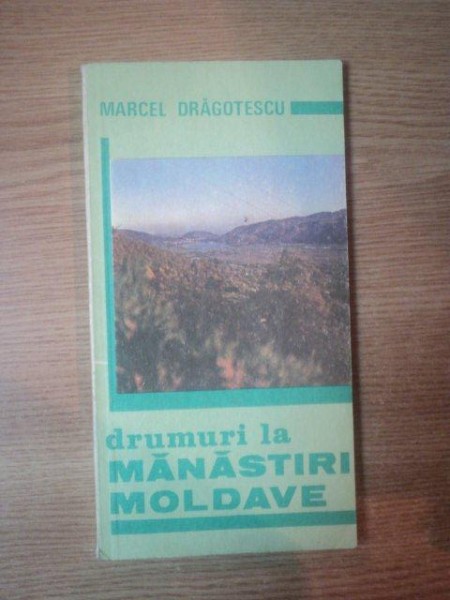 MARCEL DRĂGOTESCU
drumuri la
MĂNĂSTIRI
MOLDAVE